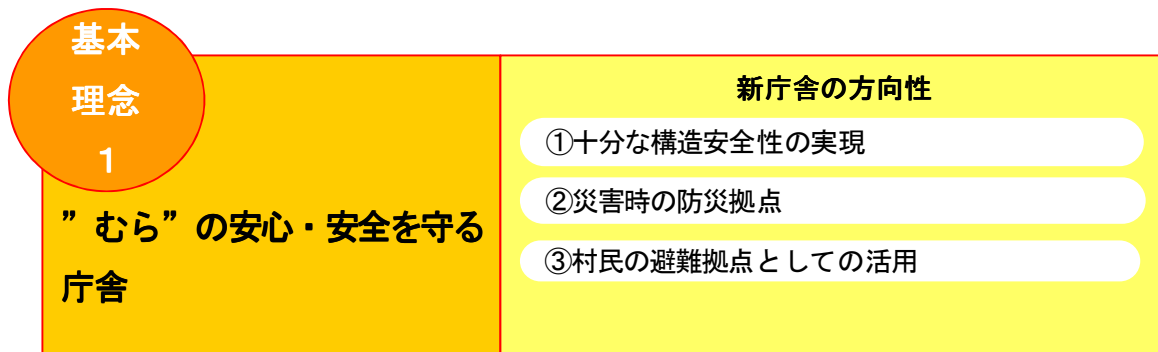 基本
理念
1
”むら”の安心・安全を守る
庁舎
新庁舎の方向性
①十分な構造安全性の実現
②災害時の防災拠点
③村民の避難拠点としての活用